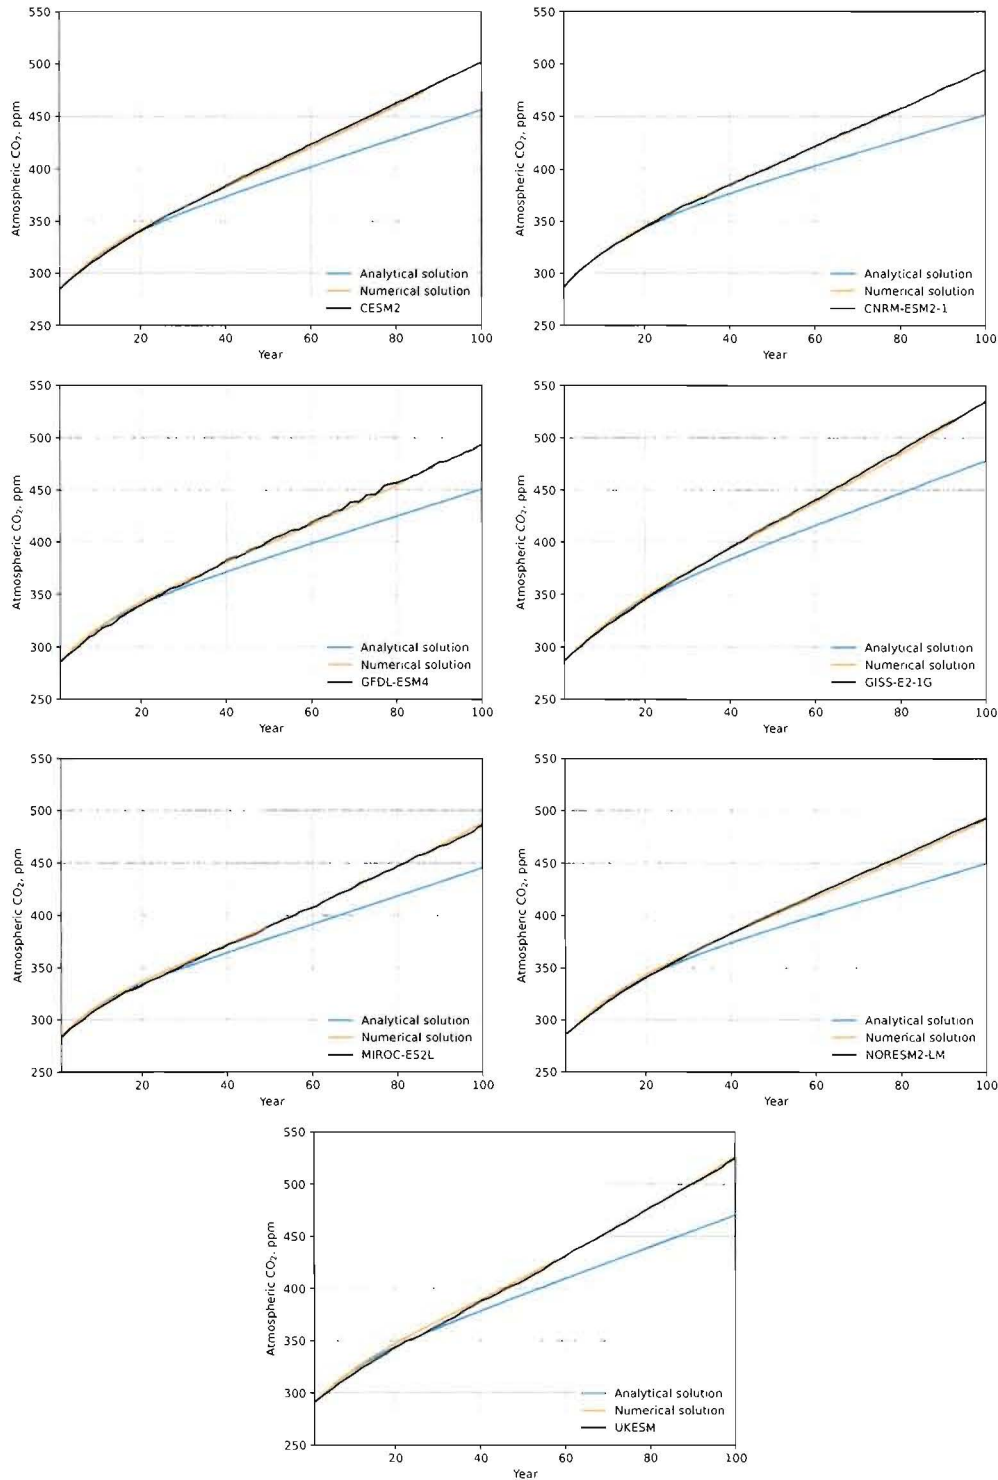 550
500
450
400
350
300
250
Atmospheric CO₂, ppm
20 40 60 80 100
Year
Analytical solution
Numerical solution
CESM2
550
500
450
400
350
300
250
Atmospheric CO₂, ppm
20 40 60 80 100
Year
Analytical solution
Numerical solution
CNRM-ESM2-1
550
500
450
400
350
300
250
Atmospheric CO₂, ppm
20 40 60 80 100
Year
Analytical solution
Numerical solution
GFDL-ESM4
550
500
450
400
350
300
250
Atmospheric CO₂, ppm
20 40 60 80 100
Year
Analytical solution
Numerical solution
GISS-E2-1G
550
500
450
400
350
300
250
Atmospheric CO₂, ppm
20 40 60 80 100
Year
Analytical solution
Numerical solution
MIROC-ES2L
550
500
450
400
350
300
250
Atmospheric CO₂, ppm
20 40 60 80 100
Year
Analytical solution
Numerical solution
NORESM2-LM
550
500
450
400
350
300
250
Atmospheric CO₂, ppm
20 40 60 80 100
Year
Analytical solution
Numerical solution
UKESM